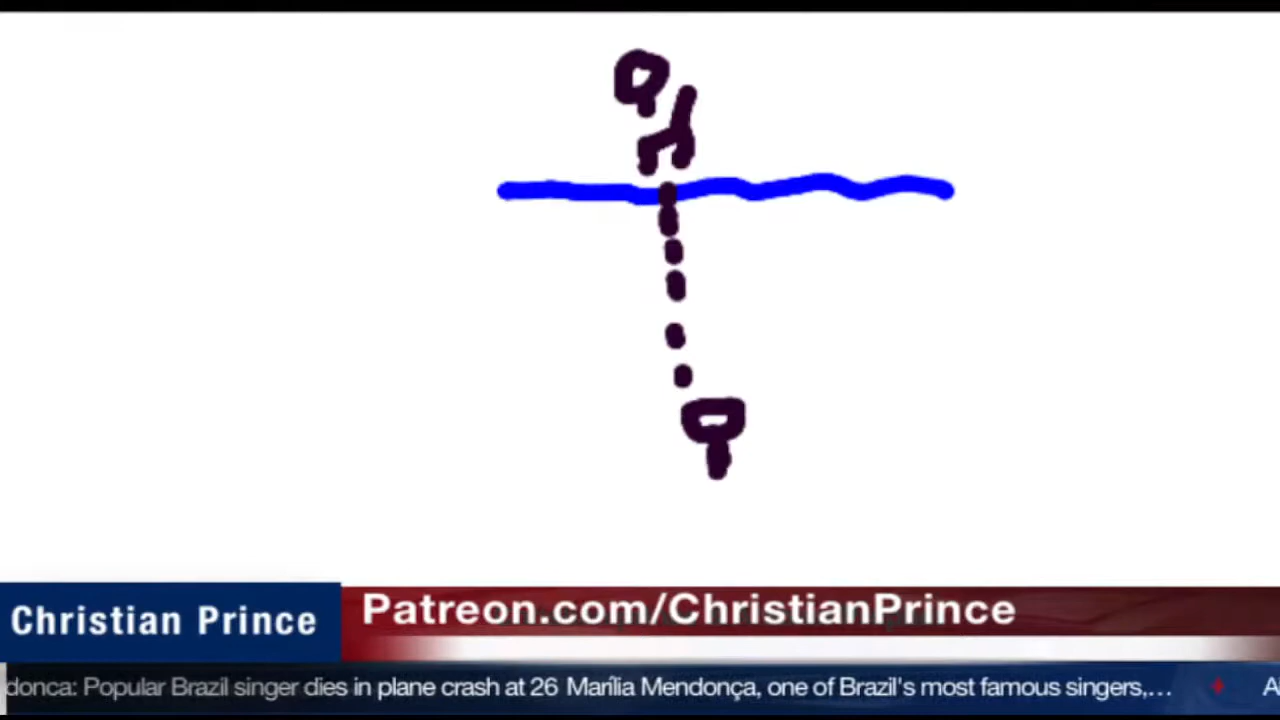 Christian Prince
Patreon.com/ChristianPrince
donca: Popular Brazil singer dies in plane crash at 26 Marília Mendonça, one of Brazil's most famous singers,...